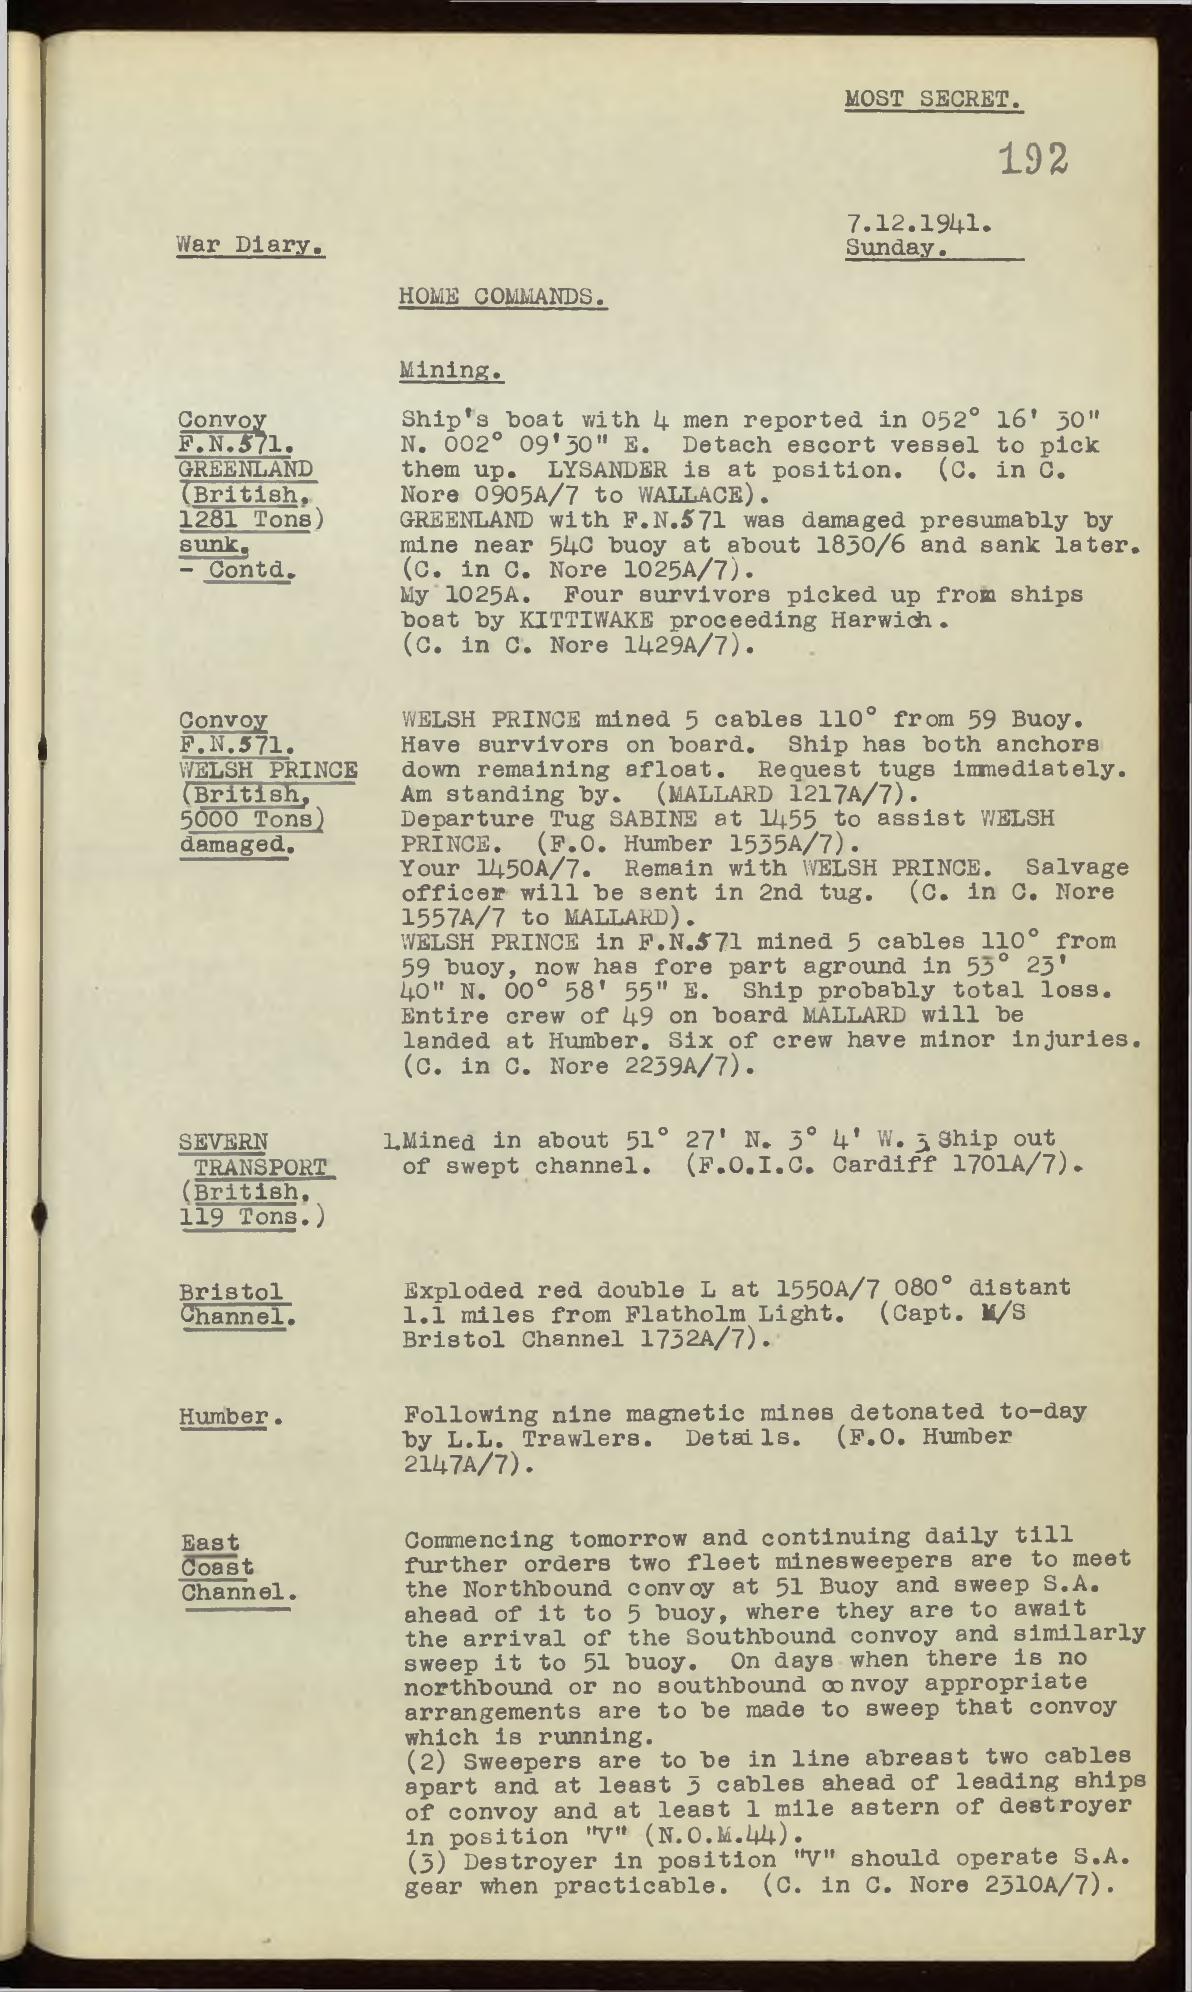 MOST SECRET.
192
7.12.1941.
War Diary.
Sunday.
HOME COMMANDS.
Mining.
Convoy
F.N.571.
GREENLAND
(British,
1281 Tons)
sunk.
- Contd.
Ship's boat with 4 men reported in 052° 16' 30"
N. 002° 09'30" E. Detach escort vessel to pick
them up. LYSANDER is at position. (C. in C.
Nore 0905A/7 to WALLACE).
GREENLAND with F.N.571 was damaged presumably by
mine near 54C buoy at about 1830/6 and sank later.
(C. in C. Nore 1025A/7).
My 1025A. Four survivors picked up from ships
boat by KITTIWAKE proceeding Harwich.
(C. in C. Nore 1429A/7).
Convoy
F.N.571.
WELSH PRINCE
(British,
5000 Tons)
damaged.
WELSH PRINCE mined 5 cables 110° from 59 Buoy.
Have survivors on board. Ship has both anchors
down remaining afloat. Request tugs immediately.
Am standing by. (MALLARD 1217A/7).
Departure Tug SABINE at 1455 to assist WELSH
PRINCE. (F.O. Humber 1535A/7).
Your 1450A/7. Remain with WELSH PRINCE. Salvage
officer will be sent in 2nd tug. (C. in C. Nore
1557A/7 to MALLARD).
WELSH PRINCE in F.N.571 mined 5 cables 110° from
59 buoy, now has fore part aground in 53° 23'
40" N. 00° 58' 55" E. Ship probably total loss.
Entire crew of 49 on board MALLARD will be
landed at Humber. Six of crew have minor injuries.
(C. in C. Nore 2239A/7).
SEVERN
TRANSPORT
(British,
119 Tons.)
1.Mined in about 51° 27' N. 3° 4' W. 3, Ship out
of swept channel. (F.O.I.C. Cardiff 1701A/7).
Bristol
Channel.
Exploded red double L at 1550A/7 080° distant
1.1 miles from Flatholm Light. (Capt. M/S
Bristol Channel 1732A/7).
Humber.
Following nine magnetic mines detonated to-day
by L.L. Trawlers. Details. (F.O. Humber
2147A/7).
East
Coast
Channel.
Commencing tomorrow and continuing daily till
further orders two fleet minesweepers are to meet
the Northbound convoy at 51 Buoy and sweep S.A.
ahead of it to 5 buoy, where they are to await
the arrival of the Southbound convoy and similarly
sweep it to 51 buoy. On days when there is no
northbound or no southbound convoy appropriate
arrangements are to be made to sweep that convoy
which is running.
(2) Sweepers are to be in line abreast two cables
apart and at least 3 cables ahead of leading ships
of convoy and at least 1 mile astern of destroyer
in position "V" (N.O.M.44).
(3) Destroyer in position "V" should operate S.A.
gear when practicable. (C. in C. Nore 2310A/7).